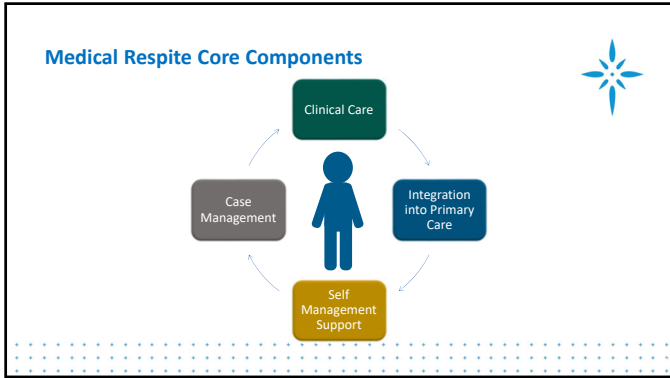 Medical Respite Core Components
Clinical Care
Case
Management
Integration
into Primary
Care
Self
Management
Support